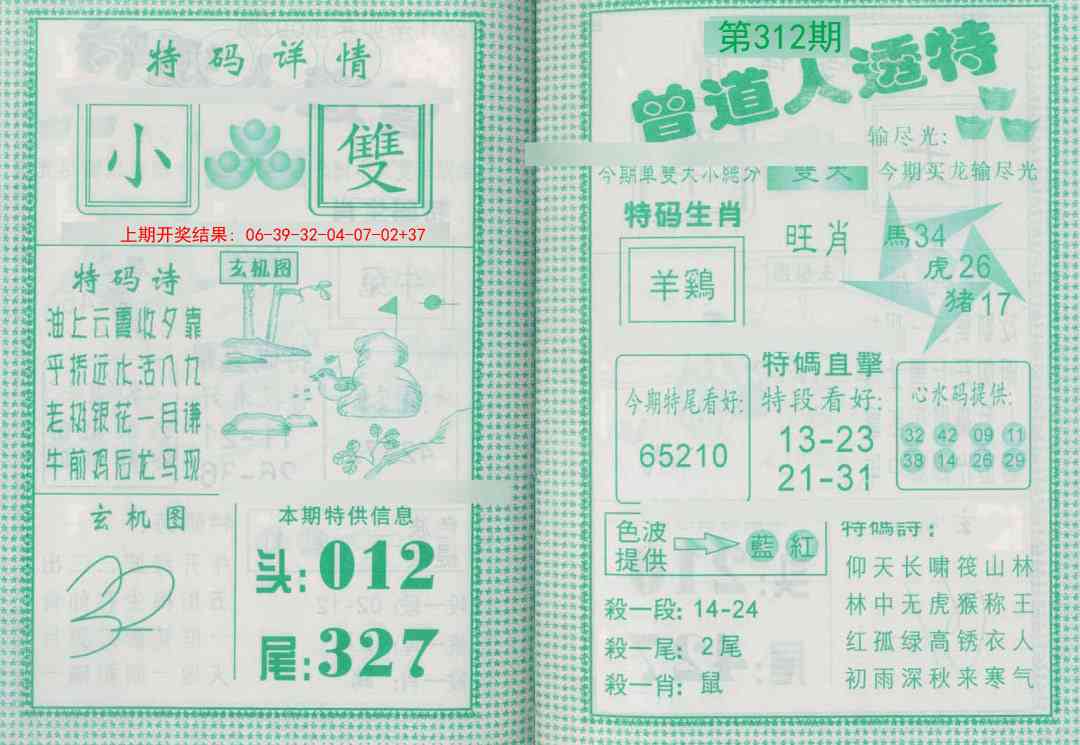 特码详情
小 雙
上期开奖结果：06-39-32-04-07-02+37
特码诗
油上云霞收夕靠
乎折远水活八九
老奶银花一月谦
牛前鸡后龙马现
玄机图
玄机图
本期特供信息
头:012
尾:327
第312期
曾道人透特
输尽光:
今期单雙大小總分 雙大 今期买龙输尽光
特码生肖
羊鷄
旺肖
馬34
虎26
猪17
今期特尾看好:
65210
特碼直擊
特段看好:
13-23
21-31
心水码提供:
32 42 09 11
38 14 26 29
色波
提供
藍 紅
殺一段: 14-24
殺一尾: 2尾
殺一肖: 鼠
特碼詩:
仰天长啸筏山林
林中无虎猴称王
红孤绿高锈衣人
初雨深秋来寒气